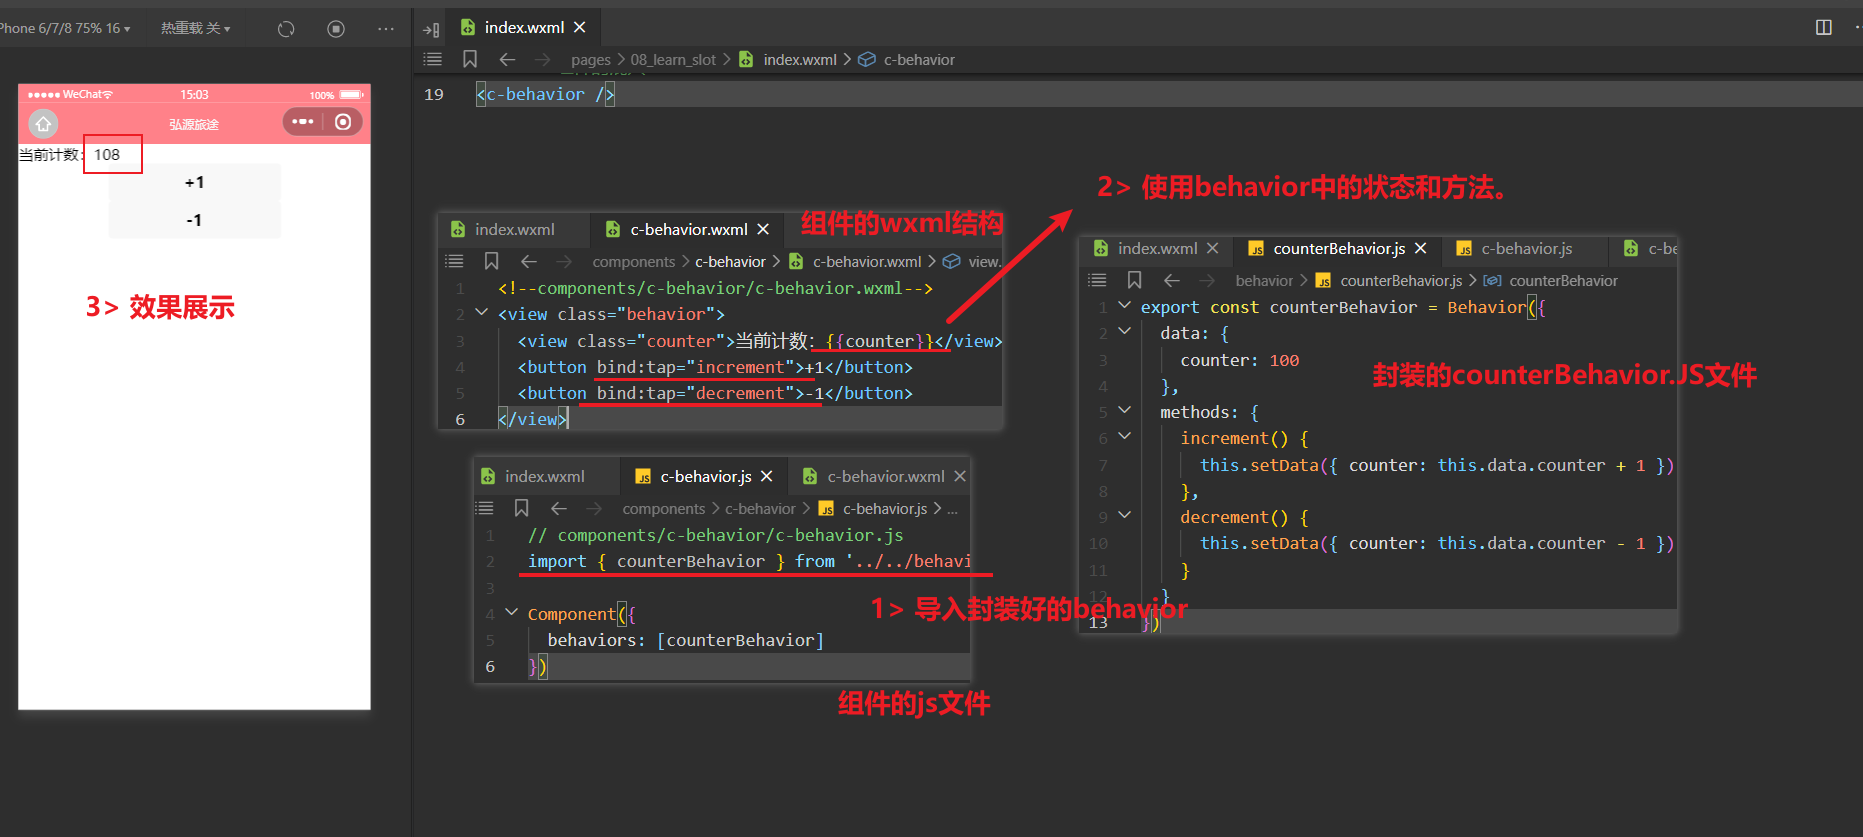 Phone 6/7/8 75% 16
热重载 关
WeChat
15:03
100%
弘源旅途
当前计数：108
+1
-1
3> 效果展示
index.wxml
pages > 08_learn_slot > index.wxml > c-behavior
19 <c-behavior />
2> 使用behavior中的状态和方法。
组件的wxml结构
index.wxml c-behavior.wxml
components > c-behavior > c-behavior.wxml > view.
1 <!--components/c-behavior/c-behavior.wxml-->
2 <view class="behavior">
3 <view class="counter">当前计数：{{counter}}</view>
4 <button bind:tap="increment">+1</button>
5 <button bind:tap="decrement">-1</button>
6 </view>
index.wxml c-behavior.js c-behavior.wxml
components > c-behavior > c-behavior.js > ...
1 // components/c-behavior/c-behavior.js
2 import { counterBehavior } from '../../behavi
3
4 Component({
5 behaviors: [counterBehavior]
6 })
1> 导入封装好的behavior
组件的js文件
index.wxml counterBehavior.js c-behavior.js c-be
behavior > counterBehavior.js > counterBehavior
1 export const counterBehavior = Behavior({
2 data: {
3 counter: 100
4 },
5 methods: {
6 increment() {
7 this.setData({ counter: this.data.counter + 1 })
8 },
9 decrement() {
10 this.setData({ counter: this.data.counter - 1 })
11 }
12 }
13 })
封装的counterBehavior.JS文件